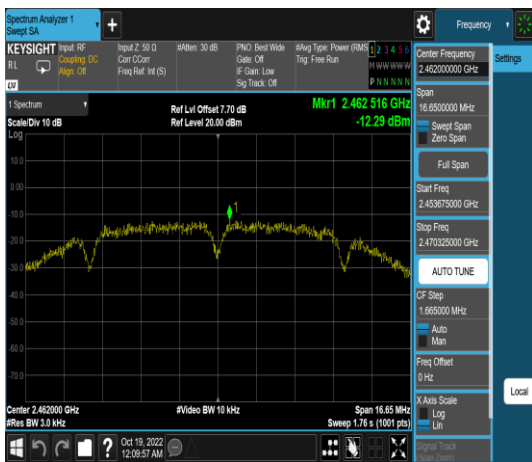 Spectrum Analyzer 1
Swept SA
Frequency
KEYSIGHT
RL
LXI
Input: RF
Coupling: DC
Align: Off
Input Z: 50 Ω
Corr CCorr
Freq Ref: Int (S)
#Atten: 30 dB
PNO: Best Wide
Gate: Off
IF Gain: Low
Sig Track: Off
#Avg Type: Power (RMS
Trig: Free Run
1 2 3 4 5 6
M W W W W W
P N N N N N
1 Spectrum
Scale/Div 10 dB
Ref Lvl Offset 7.70 dB
Ref Level 20.00 dBm
Mkr1 2.462 516 GHz
-12.29 dBm
Log
10.0
0.00
-10.0
-20.0
-30.0
-40.0
-50.0
-60.0
-70.0
1
Center 2.462000 GHz
#Res BW 3.0 kHz
#Video BW 10 kHz
Span 16.65 MHz
Sweep 1.76 s (1001 pts)
Oct 19, 2022
12:09:57 AM
Center Frequency
2.462000000 GHz
Span
16.6500000 MHz
Swept Span
Zero Span
Full Span
Start Freq
2.453675000 GHz
Stop Freq
2.470325000 GHz
AUTO TUNE
CF Step
1.665000 MHz
Auto
Man
Freq Offset
0 Hz
X Axis Scale
Log
Lin
Signal Track
(Span Zoom)
Settings
Local